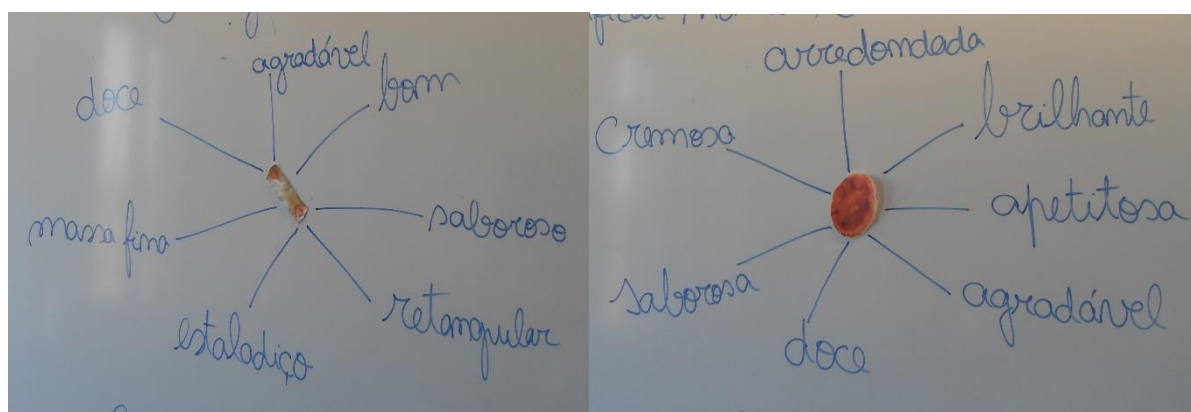 agradável
doce
bom
massa fina
saboroso
estaladiço
retangular
arredondada
cremosa
brilhante
apetitosa
saborosa
agradável
doce